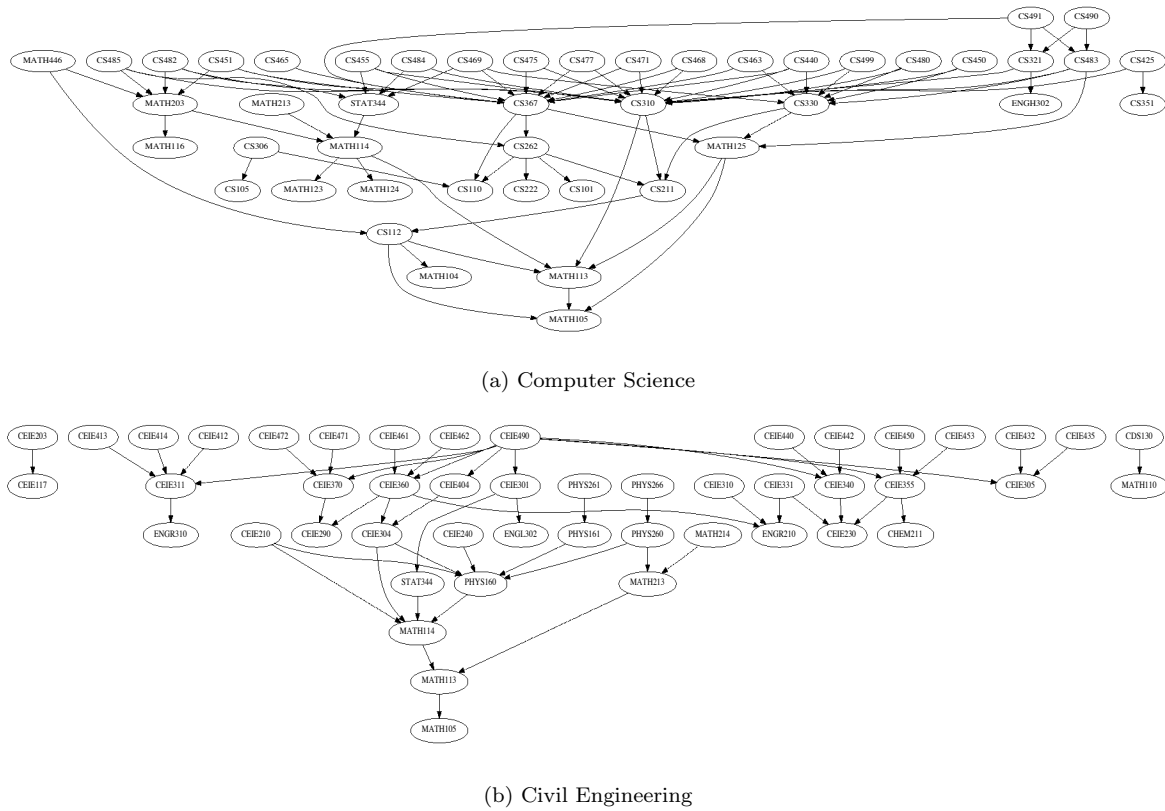 CS491 CS490
MATH446 CS485 CS482 CS451 CS465 CS455 CS484 CS469 CS475 CS477 CS471 CS468 CS463 CS440 CS499 CS480 CS450 CS321 CS483 CS425
MATH203 MATH213 STAT344 CS367 CS310 CS330 ENGH302 CS351
MATH116 CS306 MATH114 CS262 MATH125
CS105 MATH123 MATH124 CS110 CS222 CS101 CS211
CS112
MATH104 MATH113
MATH105
(a) Computer Science
CEIE203 CEIE413 CEIE414 CEIE412 CEIE472 CEIE471 CEIE461 CEIE462 CEIE490 CEIE440 CEIE442 CEIE450 CEIE453 CEIE432 CEIE435 CDS130
CEIE117 CEIE311 CEIE370 CEIE360 CEIE404 CEIE301 PHYS261 PHYS266 CEIE310 CEIE331 CEIE340 CEIE355 CEIE305 MATH110
ENGR310 CEIE210 CEIE290 CEIE304 CEIE240 ENGL302 PHYS161 PHYS260 MATH214 ENGR210 CEIE230 CHEM211
STAT344 PHYS160 MATH213
MATH114
MATH113
MATH105
(b) Civil Engineering